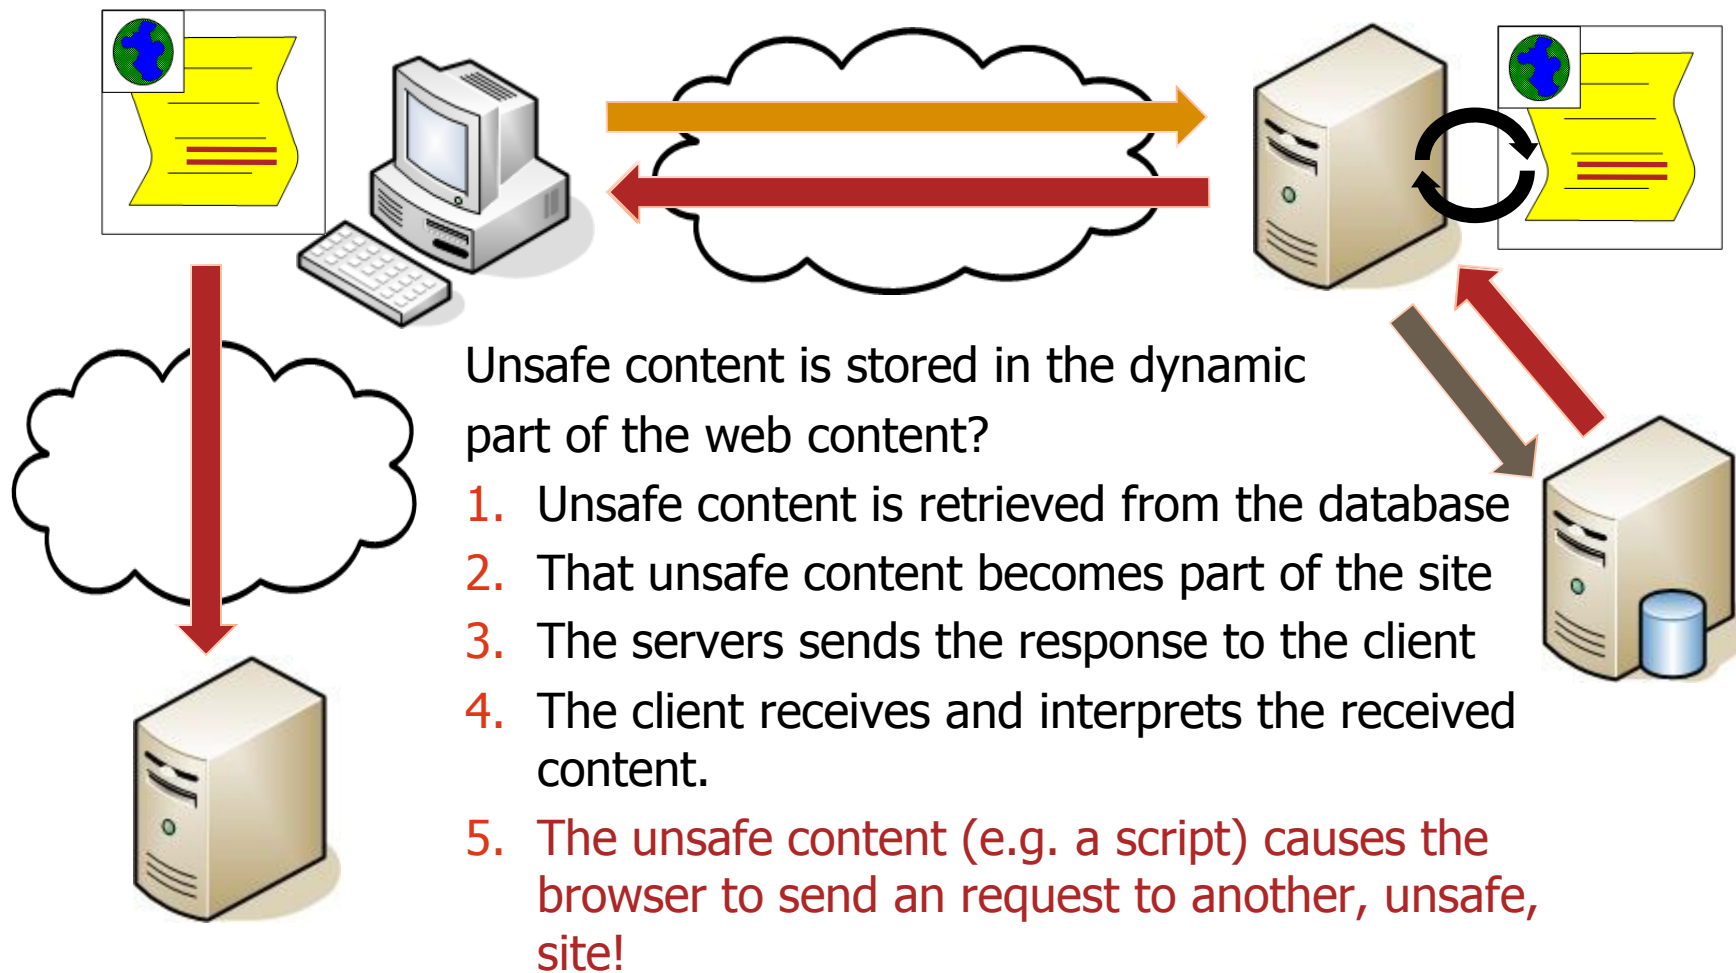 Unsafe content is stored in the dynamic
part of the web content?
1. Unsafe content is retrieved from the database
2. That unsafe content becomes part of the site
3. The servers sends the response to the client
4. The client receives and interprets the received
content.
5. The unsafe content (e.g. a script) causes the
browser to send an request to another, unsafe,
site!